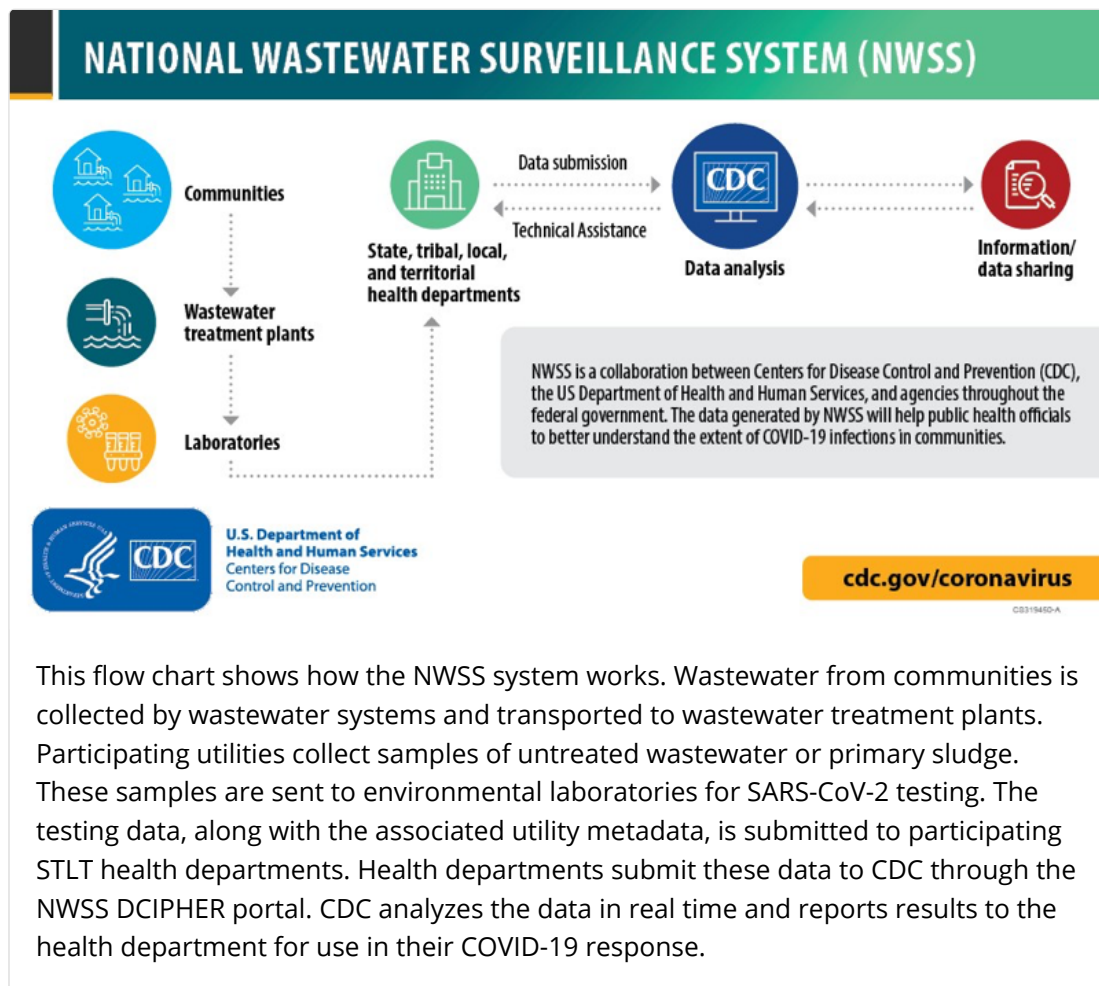 NATIONAL WASTEWATER SURVEILLANCE SYSTEM (NWSS)
Communities
Wastewater
treatment plants
Laboratories
State, tribal, local,
and territorial
health departments
Data submission
Technical Assistance
CDC
Data analysis
Information/
data sharing
NWSS is a collaboration between Centers for Disease Control and Prevention (CDC),
the US Department of Health and Human Services, and agencies throughout the
federal government. The data generated by NWSS will help public health officials
to better understand the extent of COVID-19 infections in communities.
CDC
U.S. Department of
Health and Human Services
Centers for Disease
Control and Prevention
cdc.gov/coronavirus
CS319450-A
This flow chart shows how the NWSS system works. Wastewater from communities is
collected by wastewater systems and transported to wastewater treatment plants.
Participating utilities collect samples of untreated wastewater or primary sludge.
These samples are sent to environmental laboratories for SARS-CoV-2 testing. The
testing data, along with the associated utility metadata, is submitted to participating
STLT health departments. Health departments submit these data to CDC through the
NWSS DCIPHER portal. CDC analyzes the data in real time and reports results to the
health department for use in their COVID-19 response.